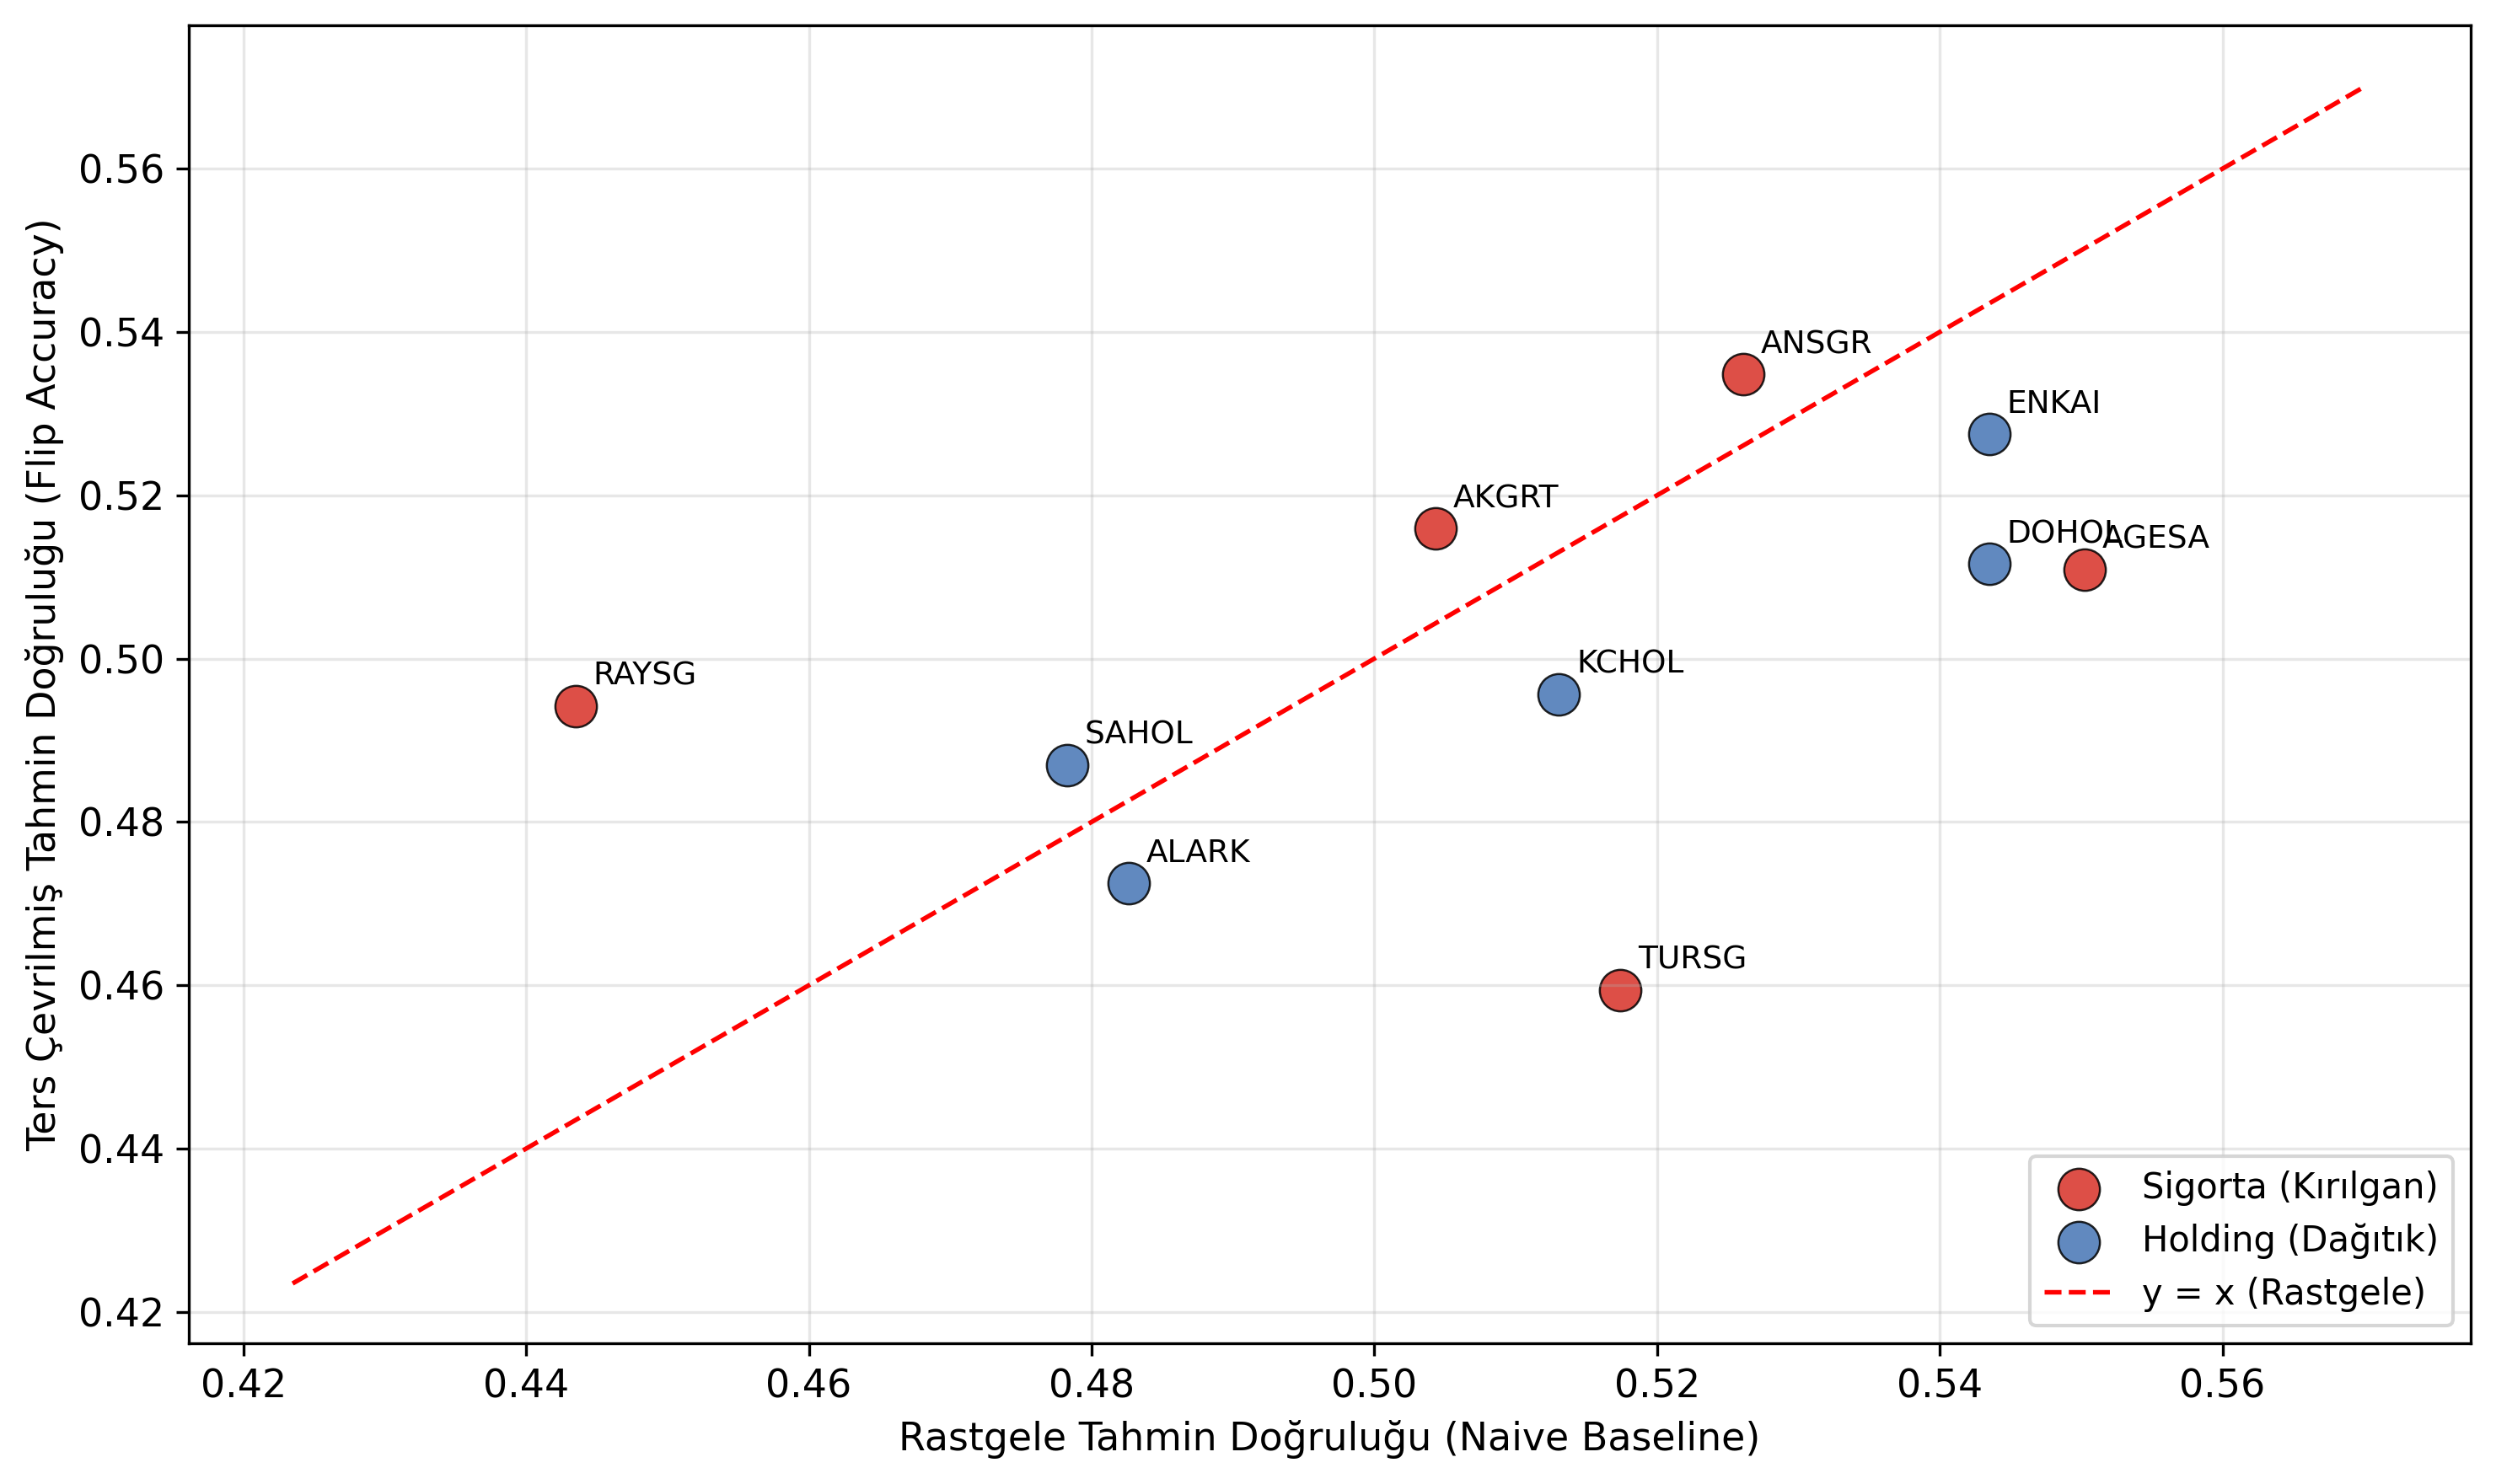 Ters Çevrilmiş Tahmin Doğruluğu (Flip Accuracy)
0.56
0.54
0.52
0.50
0.48
0.46
0.44
0.42
ANSGR
ENKAI
AKGRT
DOHOL
AGESA
KCHOL
RAYSG
SAHOL
ALARK
TURSG
Sigorta (Kırılgan)
Holding (Dağıtık)
y = x (Rastgele)
0.42 0.44 0.46 0.48 0.50 0.52 0.54 0.56
Rastgele Tahmin Doğruluğu (Naive Baseline)